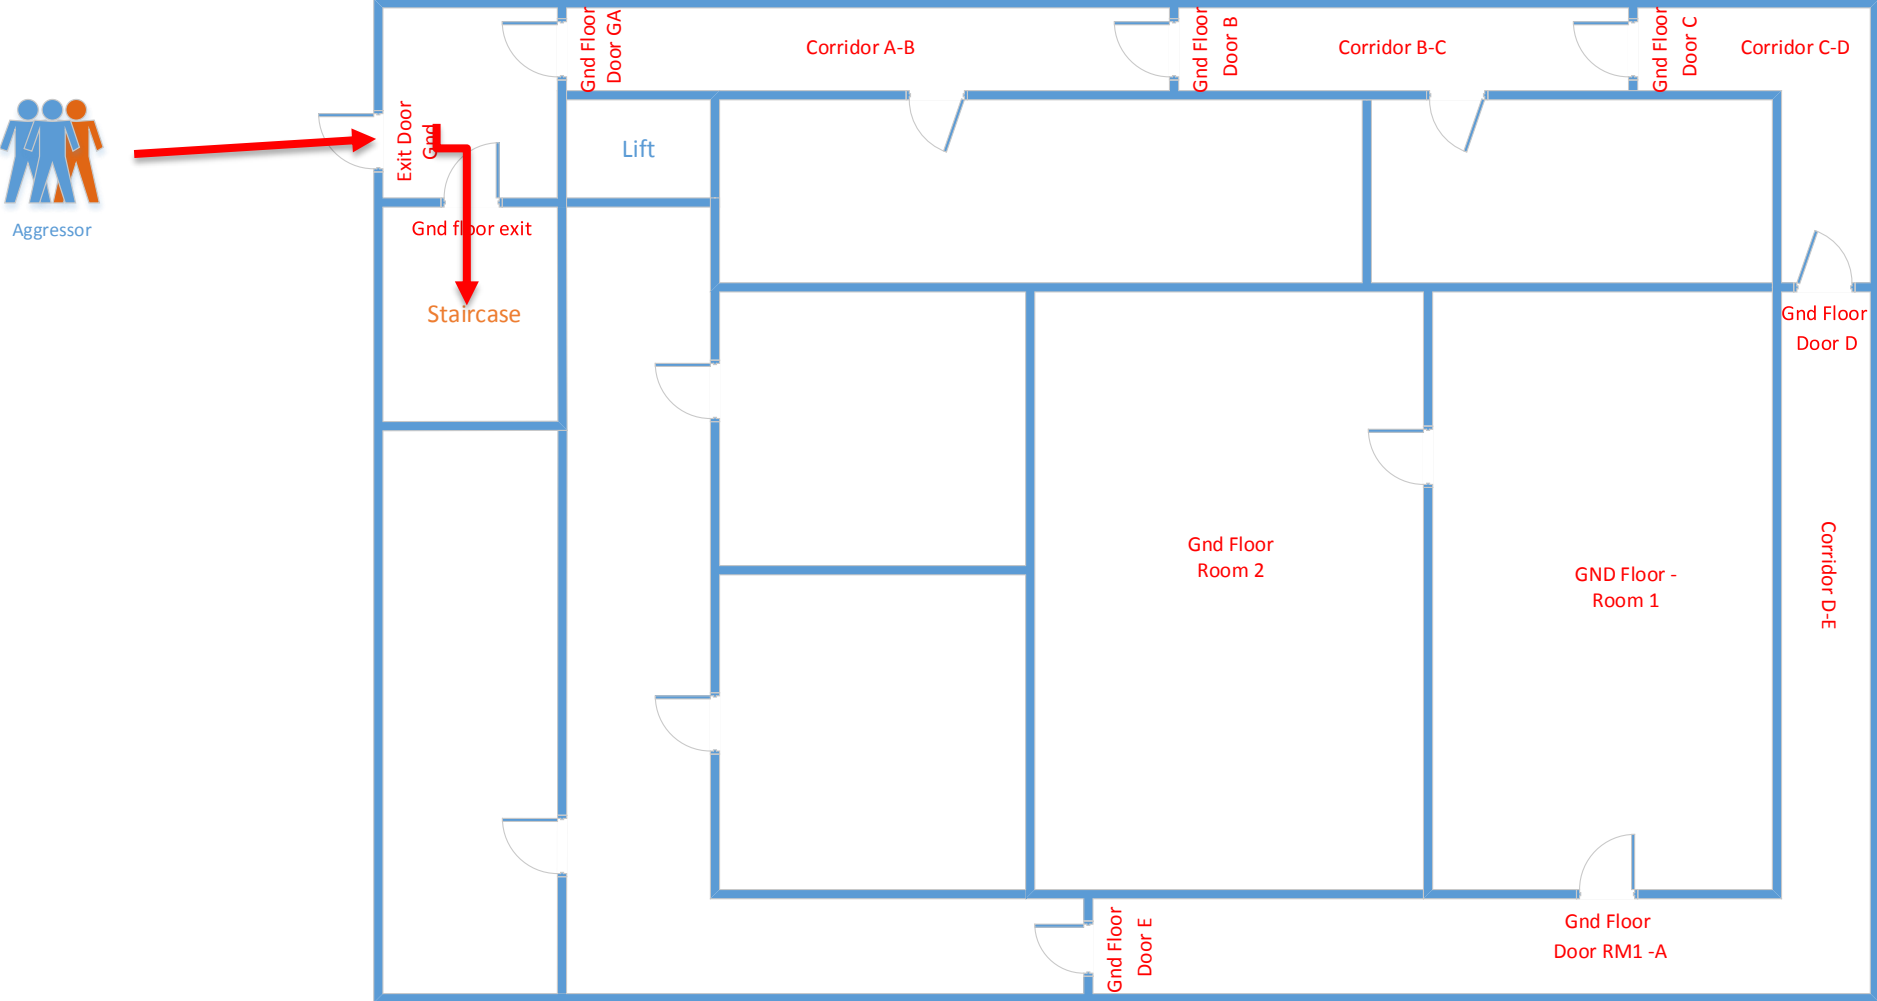 Gnd Floor
Door GA
Corridor A-B
Gnd Floor
Door B
Corridor B-C
Gnd Floor
Door C
Corridor C-D
Exit Door
Gnd
Lift
Aggressor
Gnd floor exit
Staircase
Gnd Floor
Door D
Gnd Floor
Room 2
GND Floor -
Room 1
Corridor D-E
Gnd Floor
Door E
Gnd Floor
Door RM1 -A